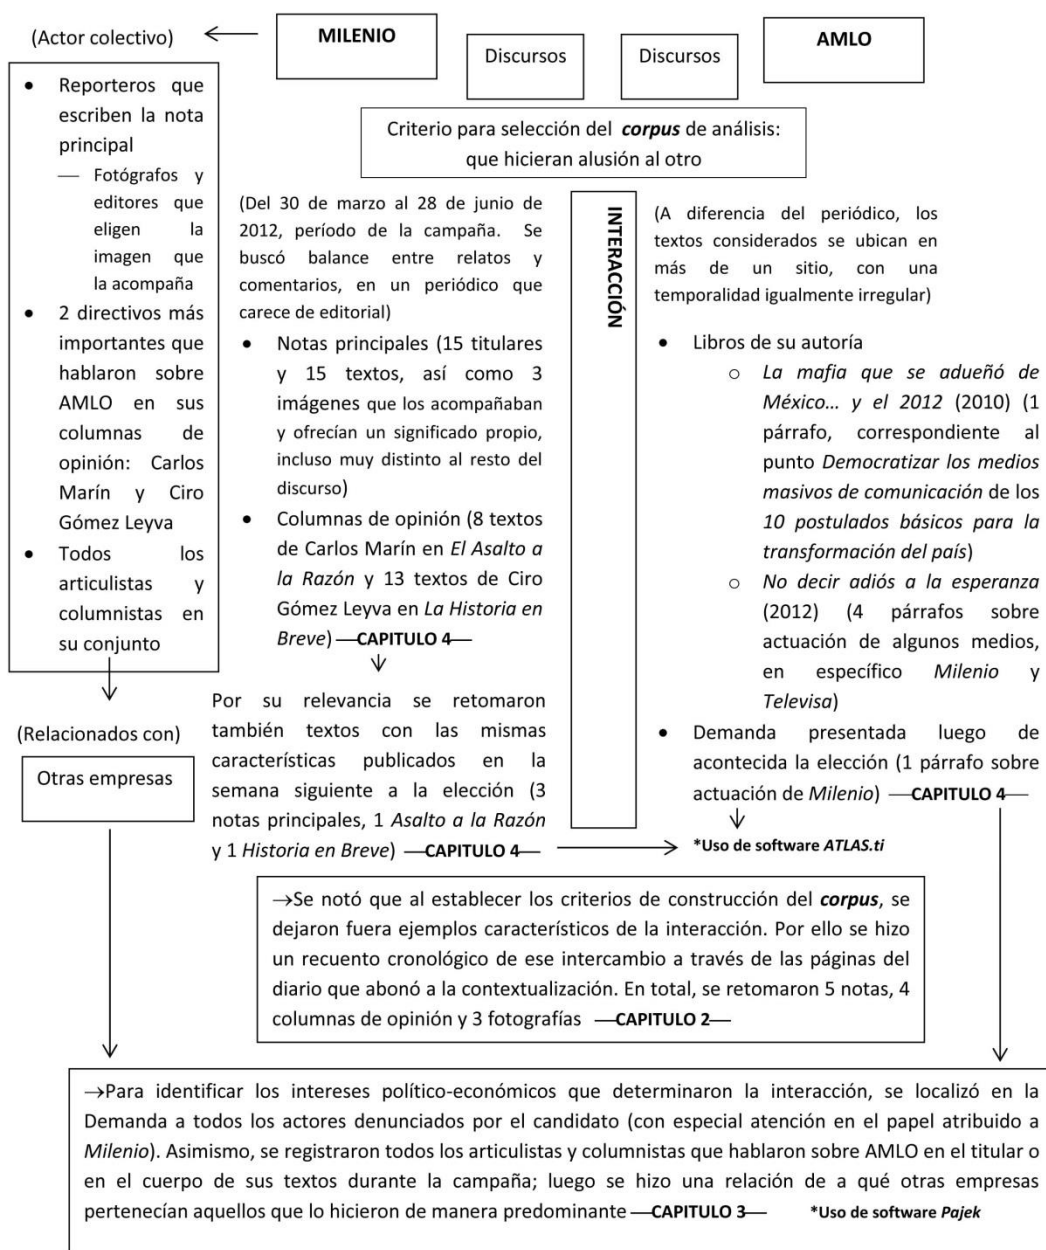 (Actor colectivo)
MILENIO
Discursos
Discursos
AMLO
Criterio para selección del corpus de análisis:
que hicieran alusión al otro
• Reporteros que
escriben la nota
principal
— Fotógrafos y
editores que
eligen la
imagen que
la acompaña
• 2 directivos más
importantes que
hablaron sobre
AMLO en sus
columnas de
opinión: Carlos
Marín y Ciro
Gómez Leyva
• Todos los
articulistas y
columnistas en
su conjunto
(Relacionados con)
Otras empresas
(Del 30 de marzo al 28 de junio de
2012, período de la campaña. Se
buscó balance entre relatos y
comentarios, en un periódico que
carece de editorial)
• Notas principales (15 titulares
y 15 textos, así como 3
imágenes que los acompañaban
y ofrecían un significado propio,
incluso muy distinto al resto del
discurso)
• Columnas de opinión (8 textos
de Carlos Marín en El Asalto a
la Razón y 13 textos de Ciro
Gómez Leyva en La Historia en
Breve) —CAPITULO 4—
Por su relevancia se retomaron
también textos con las mismas
características publicados en la
semana siguiente a la elección (3
notas principales, 1 Asalto a la Razón
y 1 Historia en Breve) —CAPITULO 4—
INTERACCIÓN
(A diferencia del periódico, los
textos considerados se ubican en
más de un sitio, con una
temporalidad igualmente irregular)
• Libros de su autoría
o La mafia que se adueñó de
México… y el 2012 (2010) (1
párrafo, correspondiente al
punto Democratizar los medios
masivos de comunicación de los
10 postulados básicos para la
transformación del país)
o No decir adiós a la esperanza
(2012) (4 párrafos sobre
actuación de algunos medios,
en específico Milenio y
Televisa)
• Demanda presentada luego de
acontecida la elección (1 párrafo sobre
actuación de Milenio) —CAPITULO 4—
*Uso de software ATLAS.ti
→Se notó que al establecer los criterios de construcción del corpus, se
dejaron fuera ejemplos característicos de la interacción. Por ello se hizo
un recuento cronológico de ese intercambio a través de las páginas del
diario que abonó a la contextualización. En total, se retomaron 5 notas, 4
columnas de opinión y 3 fotografías —CAPITULO 2—
→Para identificar los intereses político-económicos que determinaron la interacción, se localizó en la
Demanda a todos los actores denunciados por el candidato (con especial atención en el papel atribuido a
Milenio). Asimismo, se registraron todos los articulistas y columnistas que hablaron sobre AMLO en el titular o
en el cuerpo de sus textos durante la campaña; luego se hizo una relación de a qué otras empresas
pertenecían aquellos que lo hicieron de manera predominante —CAPITULO 3— *Uso de software Pajek